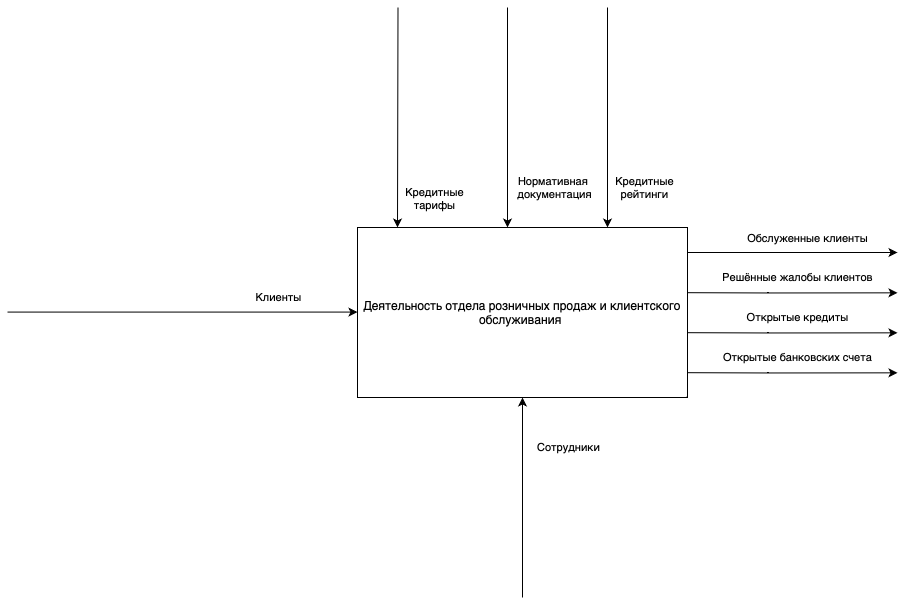 Кредитные
тарифы
Нормативная
документация
Кредитные
рейтинги
Обслуженные клиенты
Решённые жалобы клиентов
Клиенты
Деятельность отдела розничных продаж и клиентского
обслуживания
Открытые кредиты
Открытые банковских счета
Сотрудники